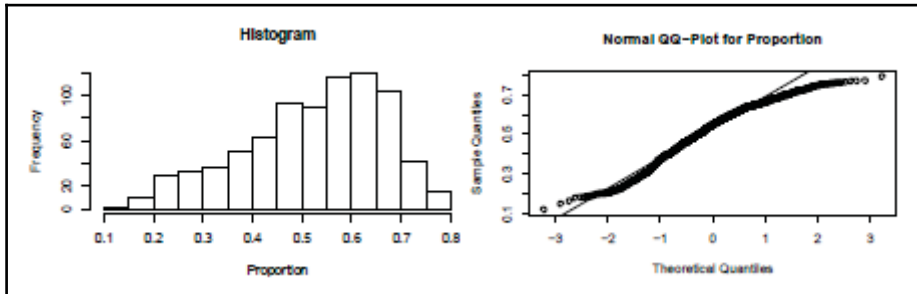 Histogram
Frequency
0 20 60 100
0.1 0.2 0.3 0.4 0.5 0.6 0.7 0.8
Proportion
Normal QQ-Plot for Proportion
Sample Quantiles
0.1 0.3 0.5 0.7
-3 -2 -1 0 1 2 3
Theoretical Quantiles